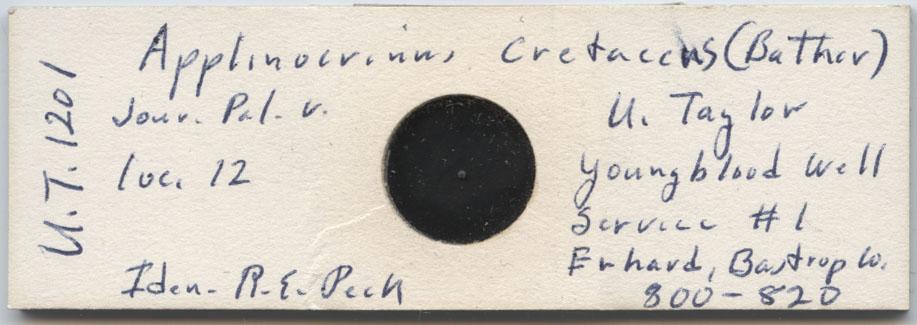 U.T. 1201
Applinocrinus cretaceus (Bather)
Jour. Pal. v.
loc. 12
Iden. R.E. Peck
U. Taylor
Youngblood Well
Service #1
Erhard, Bastrop Co.
800-820